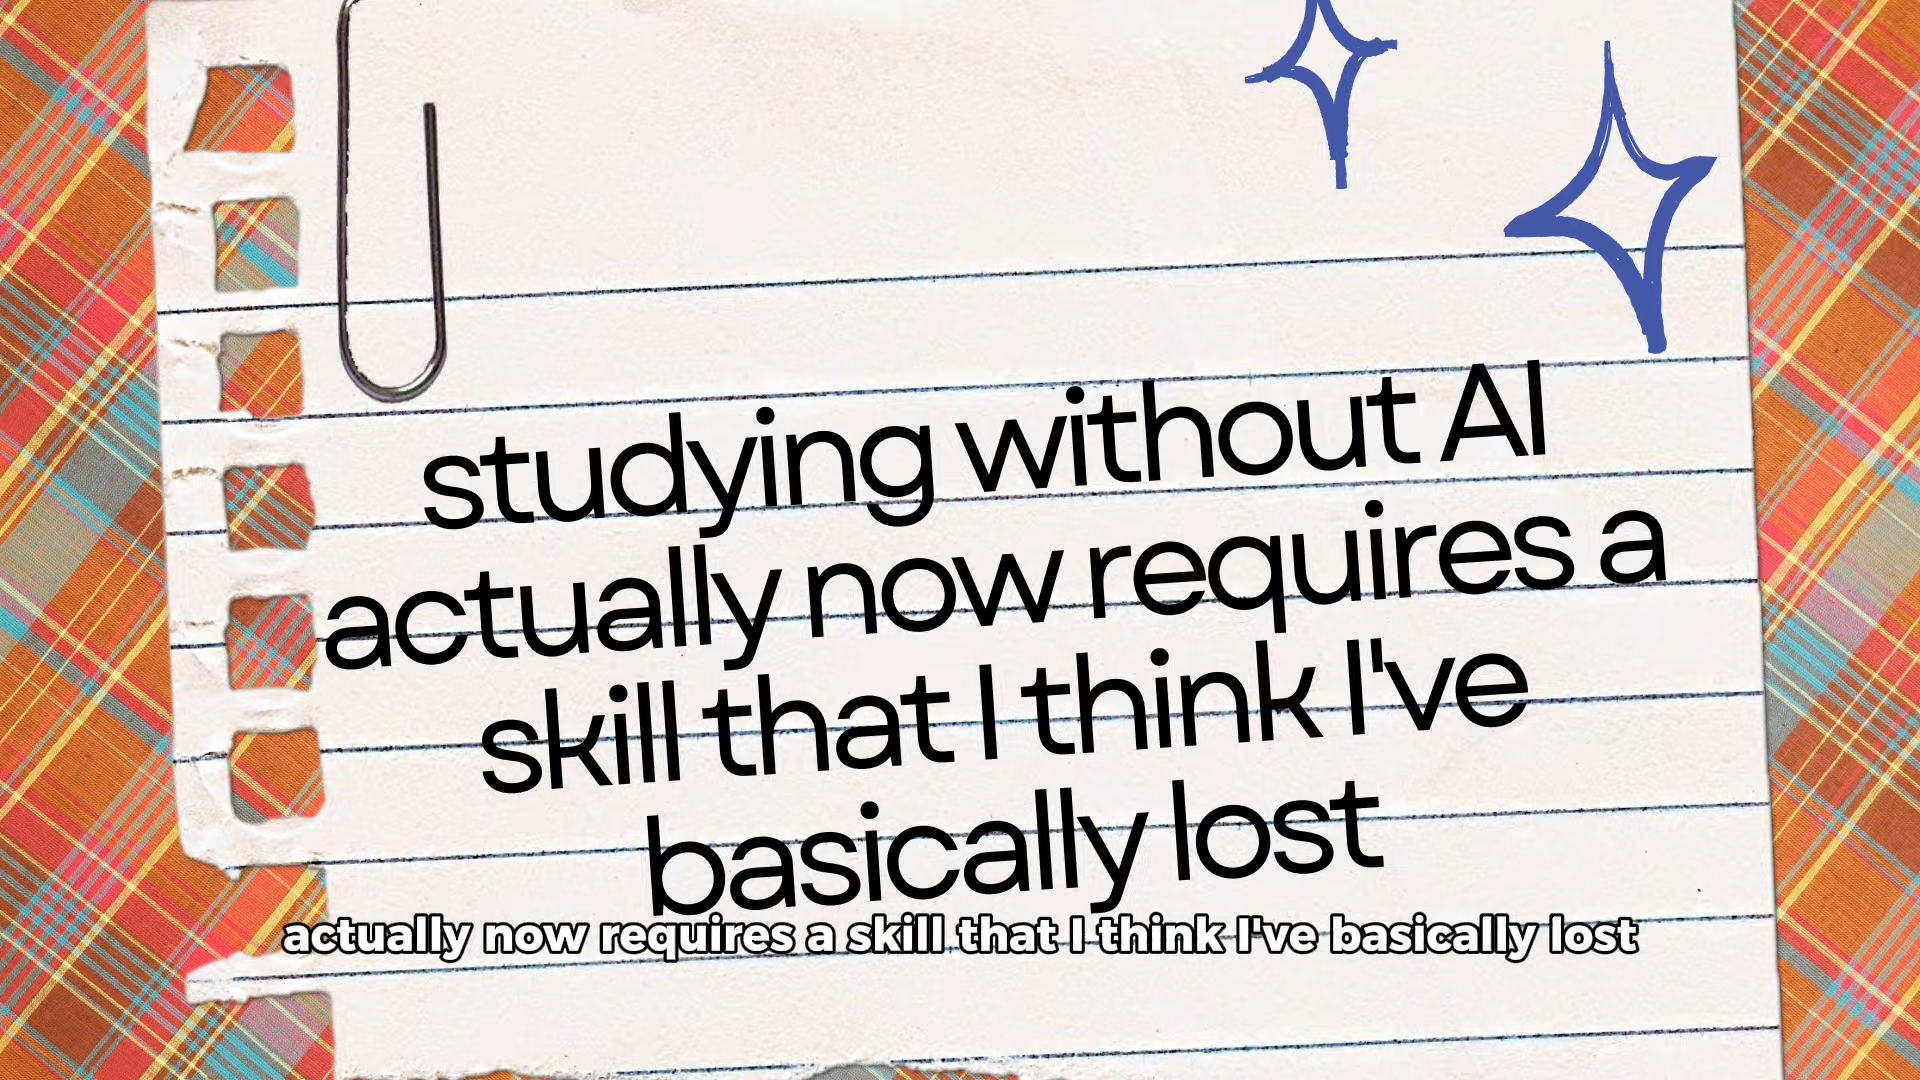 studying without AI
actually now requires a
skill that I think I've
basically lost
actually now requires a skill that I think I've basically lost